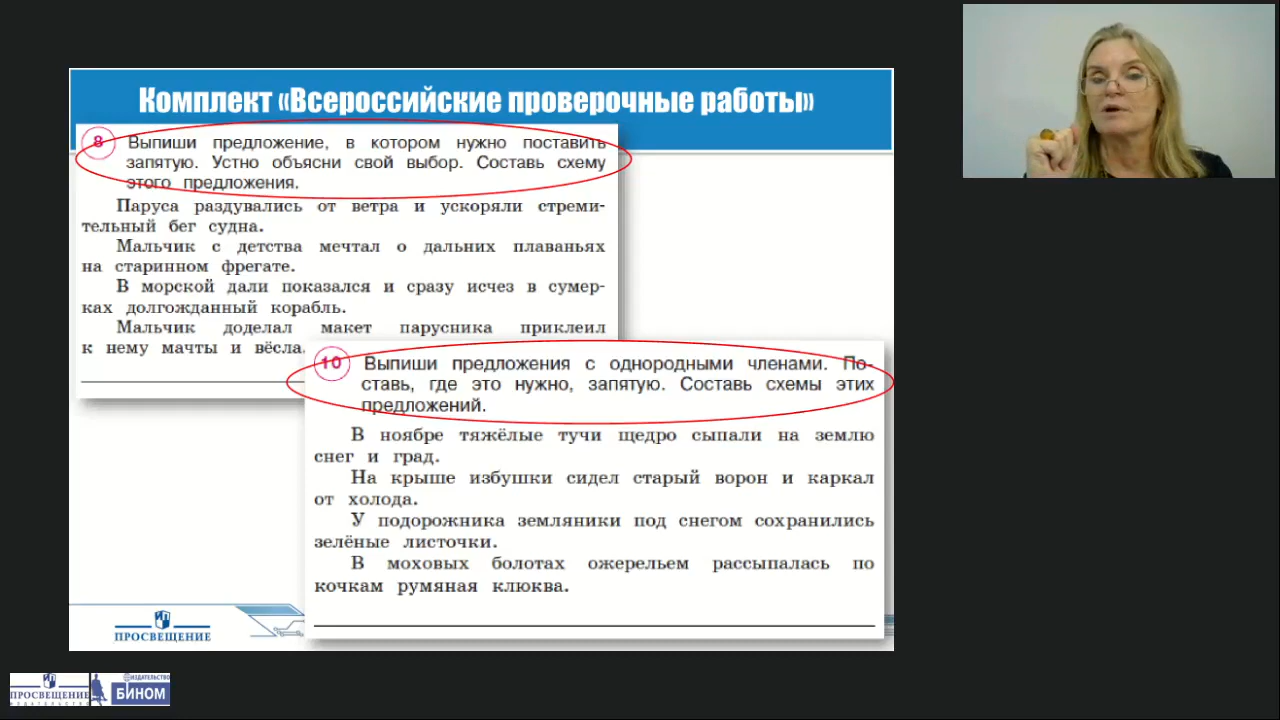 Комплект «Всероссийские проверочные работы»
8 Выпиши предложение, в котором нужно поставить
запятую. Устно объясни свой выбор. Составь схему
этого предложения.
Паруса раздувались от ветра и ускоряли стреми-
тельный бег судна.
Мальчик с детства мечтал о дальних плаваньях
на старинном фрегате.
В морской дали показался и сразу исчез в сумер-
ках долгожданный корабль.
Мальчик доделал макет парусника приклеил
к нему мачты и вёсла.
10 Выпиши предложения с однородными членами. По-
ставь, где это нужно, запятую. Составь схемы этих
предложений.
В ноябре тяжёлые тучи щедро сыпали на землю
снег и град.
На крыше избушки сидел старый ворон и каркал
от холода.
У подорожника земляники под снегом сохранились
зелёные листочки.
В моховых болотах ожерельем рассыпалась по
кочкам румяная клюква.
ПРОСВЕЩЕНИЕ
ПРОСВЕЩЕНИЕ
ИЗДАТЕЛЬСТВО
ИЗДАТЕЛЬСТВО
БИНОМ